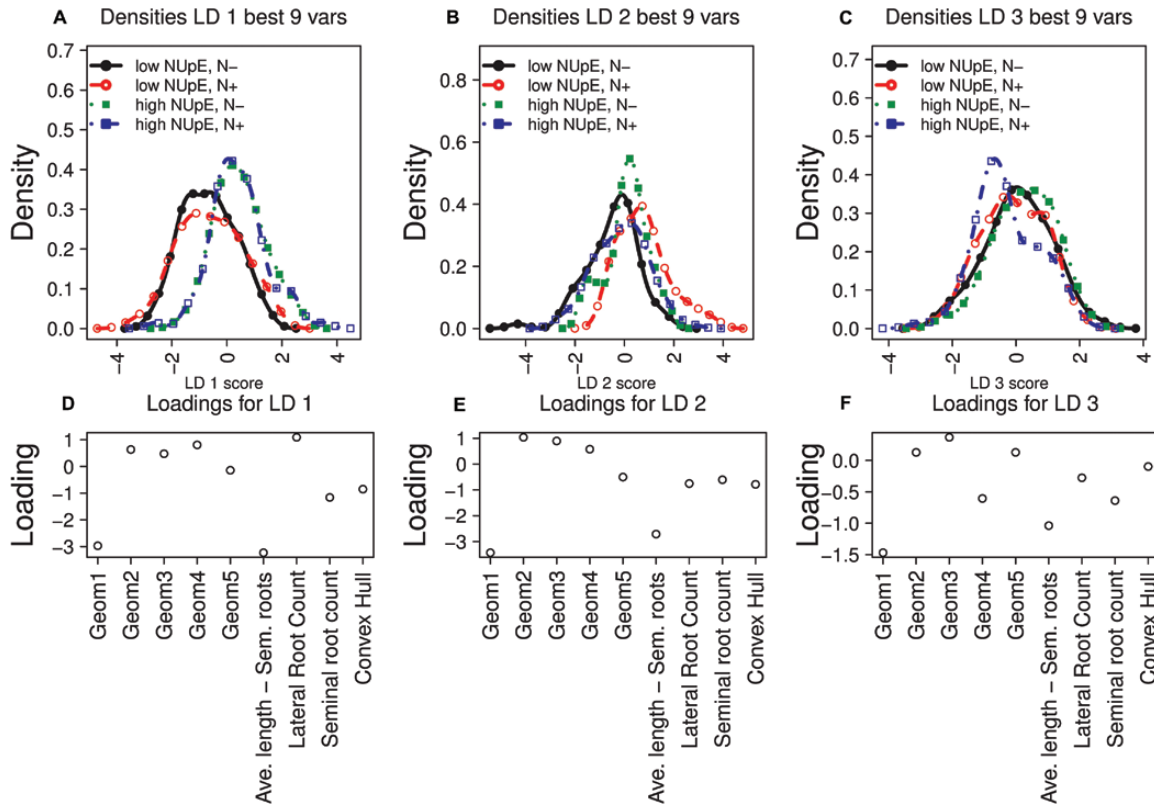 A Densities LD 1 best 9 vars
0.7
0.6
0.5
0.4
0.3
0.2
0.1
0.0
Density
low NUpE, N−
low NUpE, N+
high NUpE, N−
high NUpE, N+
−4 −2 0 2 4
LD 1 score
B Densities LD 2 best 9 vars
0.8
0.6
0.4
0.2
0.0
Density
low NUpE, N−
low NUpE, N+
high NUpE, N−
high NUpE, N+
−4 −2 0 2 4
LD 2 score
C Densities LD 3 best 9 vars
0.7
0.6
0.5
0.4
0.3
0.2
0.1
0.0
Density
low NUpE, N−
low NUpE, N+
high NUpE, N−
high NUpE, N+
−4 −2 0 2 4
LD 3 score
D Loadings for LD 1
1
0
−1
−2
−3
Loading
Geom1
Geom2
Geom3
Geom4
Geom5
Ave. length − Sem. roots
Lateral Root Count
Seminal root count
Convex Hull
E Loadings for LD 2
1
0
−1
−2
−3
Loading
Geom1
Geom2
Geom3
Geom4
Geom5
Ave. length − Sem. roots
Lateral Root Count
Seminal root count
Convex Hull
F Loadings for LD 3
0.0
−0.5
−1.0
−1.5
Loading
Geom1
Geom2
Geom3
Geom4
Geom5
Ave. length − Sem. roots
Lateral Root Count
Seminal root count
Convex Hull